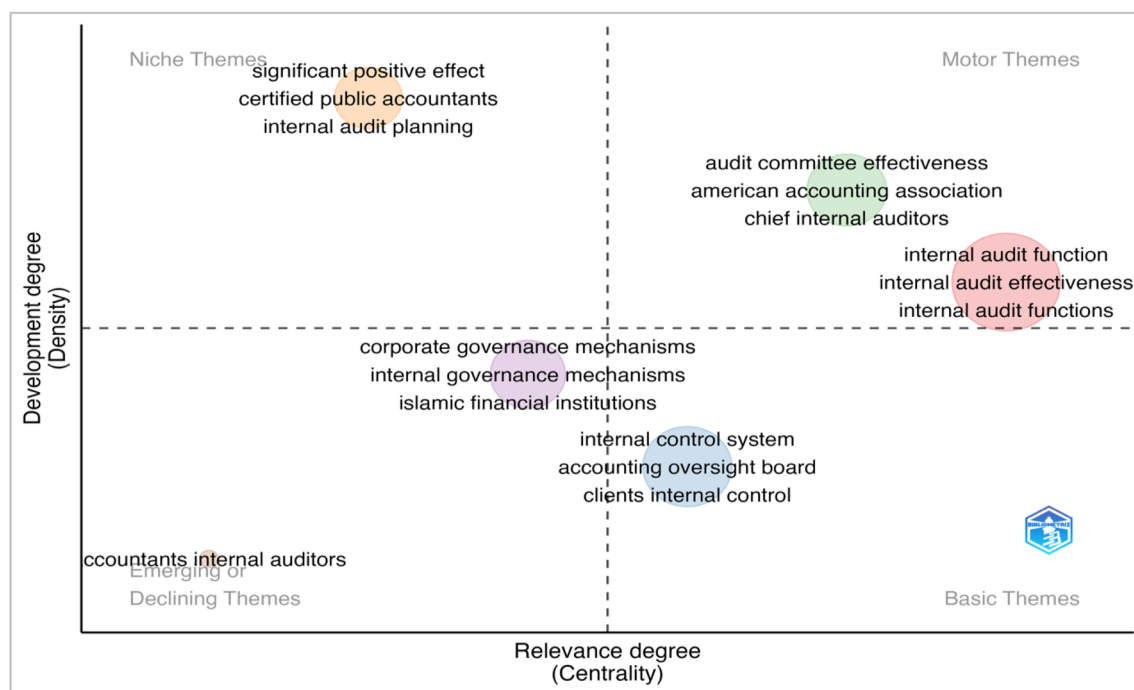 Niche Themes
Motor Themes
significant positive effect
certified public accountants
internal audit planning
audit committee effectiveness
american accounting association
chief internal auditors
internal audit function
internal audit effectiveness
internal audit functions
Development degree
(Density)
corporate governance mechanisms
internal governance mechanisms
islamic financial institutions
internal control system
accounting oversight board
clients internal control
BIBLIOMETRIX
ccountants internal auditors
Emerging or
Declining Themes
Basic Themes
Relevance degree
(Centrality)